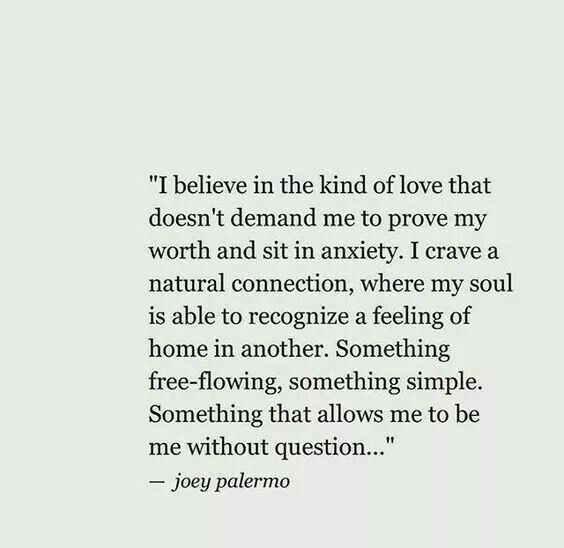 "I believe in the kind of love that
doesn't demand me to prove my
worth and sit in anxiety. I crave a
natural connection, where my soul
is able to recognize a feeling of
home in another. Something
free-flowing, something simple.
Something that allows me to be
me without question..."
— joey palermo